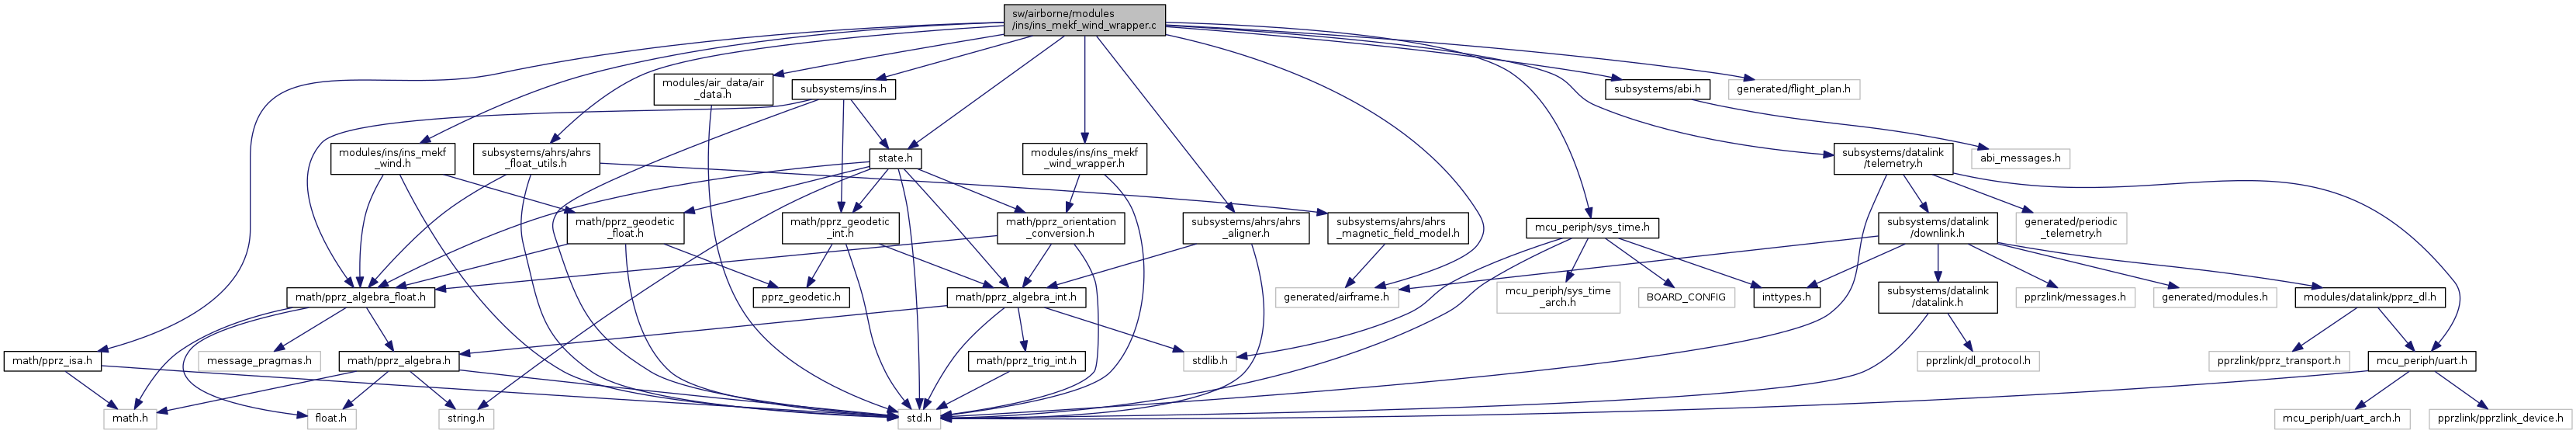 sw/airborne/modules
/ins/ins_mekf_wind_wrapper.c
modules/air_data/air
_data.h
subsystems/ins.h
subsystems/abi.h
generated/flight_plan.h
modules/ins/ins_mekf
_wind.h
subsystems/ahrs/ahrs
_float_utils.h
state.h
modules/ins/ins_mekf
_wind_wrapper.h
subsystems/datalink
/telemetry.h
abi_messages.h
math/pprz_geodetic
_float.h
math/pprz_geodetic
_int.h
math/pprz_orientation
_conversion.h
subsystems/ahrs/ahrs
_aligner.h
subsystems/ahrs/ahrs
_magnetic_field_model.h
mcu_periph/sys_time.h
subsystems/datalink
/downlink.h
generated/periodic
_telemetry.h
math/pprz_algebra_float.h
pprz_geodetic.h
math/pprz_algebra_int.h
generated/airframe.h
mcu_periph/sys_time
_arch.h
BOARD_CONFIG
inttypes.h
subsystems/datalink
/datalink.h
pprzlink/messages.h
generated/modules.h
modules/datalink/pprz_dl.h
math/pprz_isa.h
message_pragmas.h
math/pprz_algebra.h
math/pprz_trig_int.h
stdlib.h
pprzlink/dl_protocol.h
pprzlink/pprz_transport.h
mcu_periph/uart.h
math.h
float.h
string.h
std.h
mcu_periph/uart_arch.h
pprzlink/pprzlink_device.h